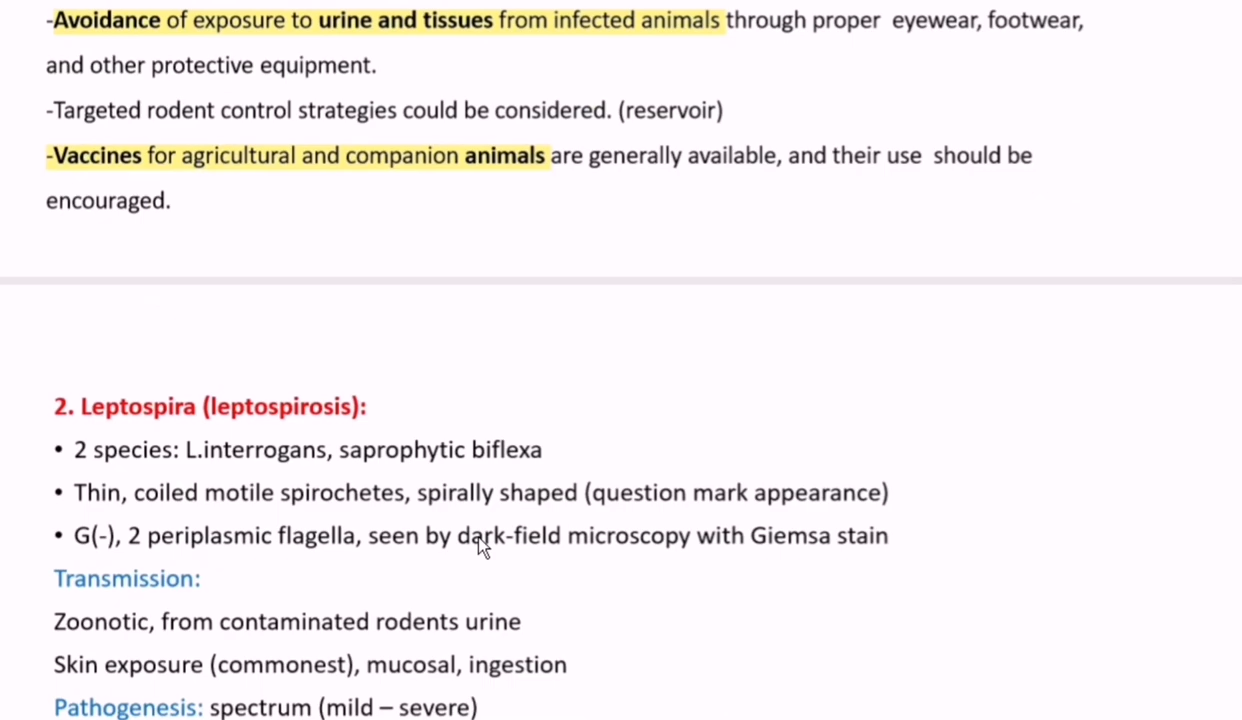 -Avoidance of exposure to urine and tissues from infected animals through proper eyewear, footwear,
and other protective equipment.
-Targeted rodent control strategies could be considered. (reservoir)
-Vaccines for agricultural and companion animals are generally available, and their use should be
encouraged.
2. Leptospira (leptospirosis):
• 2 species: L.interrogans, saprophytic biflexa
• Thin, coiled motile spirochetes, spirally shaped (question mark appearance)
• G(-), 2 periplasmic flagella, seen by dark-field microscopy with Giemsa stain
Transmission:
Zoonotic, from contaminated rodents urine
Skin exposure (commonest), mucosal, ingestion
Pathogenesis: spectrum (mild – severe)